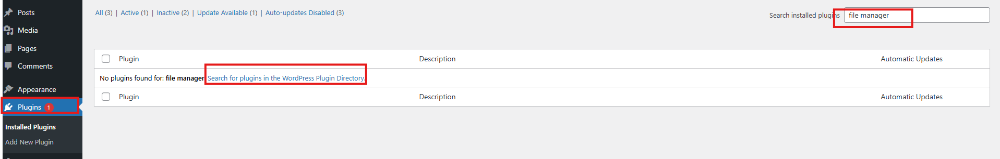 Posts
Media
Pages
Comments
Appearance
Plugins 1
Installed Plugins
Add New Plugin
All (3) | Active (1) | Inactive (2) | Update Available (1) | Auto-updates Disabled (3)
Search installed plugins file manager
Plugin Description Automatic Updates
No plugins found for: file manager. Search for plugins in the WordPress Plugin Directory.
Plugin Description Automatic Updates